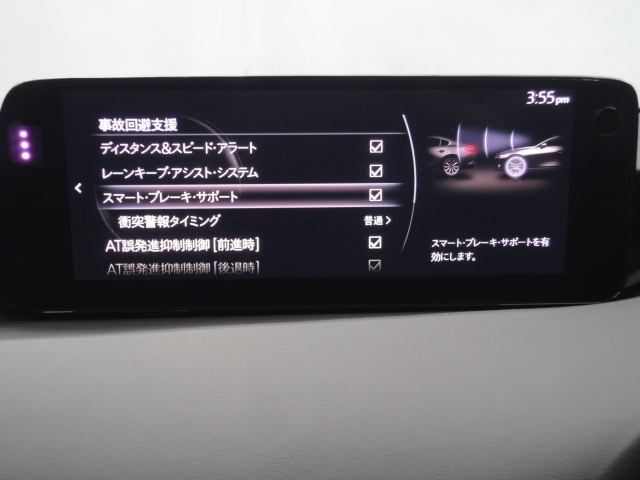 3:55pm
事故回避支援
ディスタンス&スピード・アラート
レーンキープ・アシスト・システム
スマート・ブレーキ・サポート
衝突警報タイミング 普通
AT誤発進抑制制御[前進時]
AT誤発進抑制制御[後退時]
スマート・ブレーキ・サポートを有
効にします。